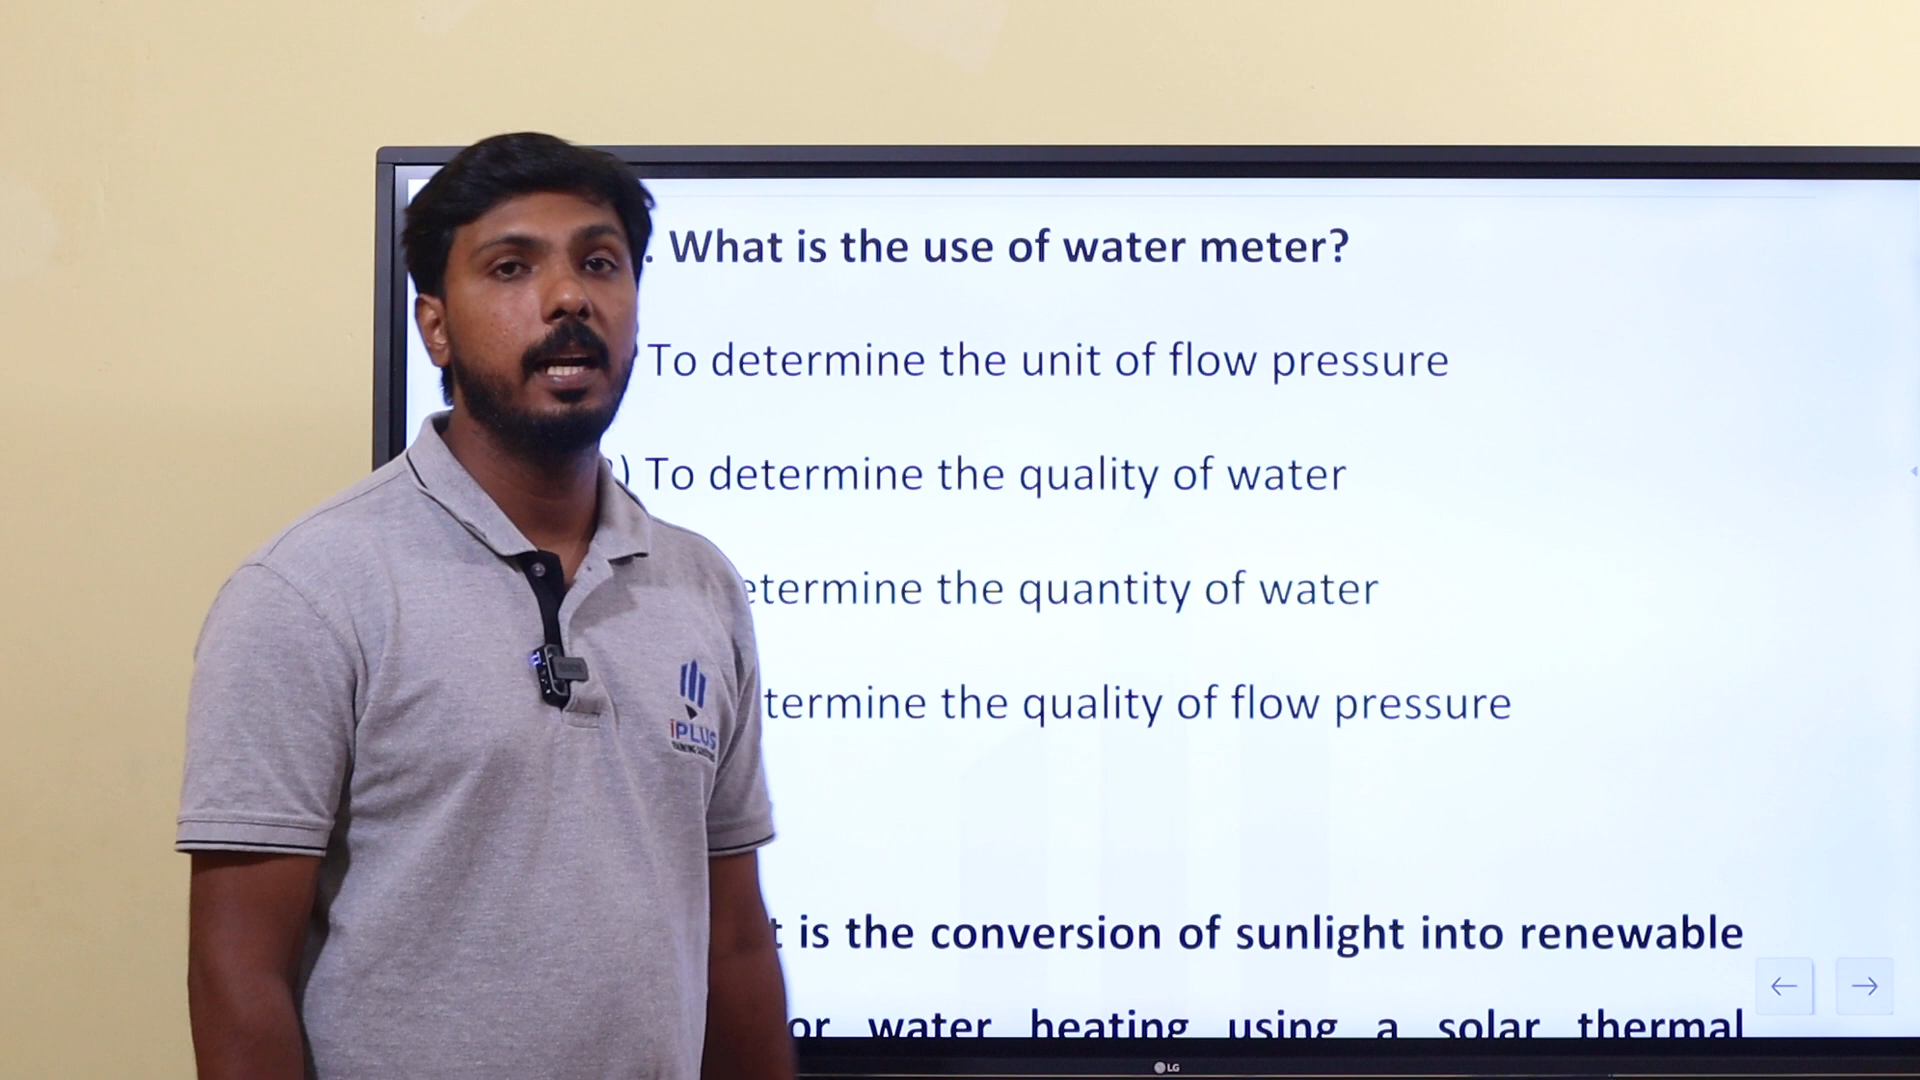 . What is the use of water meter?
To determine the unit of flow pressure
) To determine the quality of water
etermine the quantity of water
termine the quality of flow pressure
iPLUS
t is the conversion of sunlight into renewable
or water heating using a solar thermal
LG